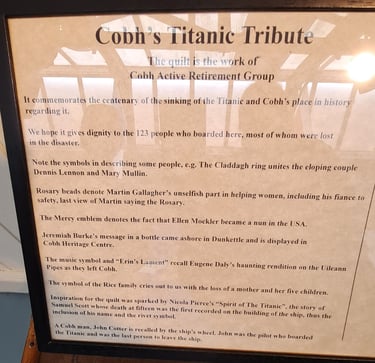 Cobh's Titanic Tribute
The quilt is the work of
Cobh Active Retirement Group
It commemorates the centenary of the sinking of the Titanic and Cobh's place in history
regarding it.
We hope it gives dignity to the 123 people who boarded here, most of whom were lost
in the disaster.
Note the symbols in describing some people, e.g. The Claddagh ring unites the eloping couple
Dennis Lennon and Mary Mullin.
Rosary beads denote Martin Gallagher's unselfish part in helping women, including his fiance to
safety, last view of Martin saying the Rosary.
The Mercy emblem denotes the fact that Ellen Mockler became a nun in the USA.
Jeremiah Burke's message in a bottle came ashore in Dunkettle and is displayed in
Cobh Heritage Centre.
The music symbol and "Erin's Lament" recall Eugene Daly's haunting rendition on the Uileann
Pipes as they left Cobh.
The symbol of the Rice family cries out to us with the loss of a mother and her five children.
Inspiration for the quilt was sparked by Nicola Pierce's "Spirit of The Titanic", the story of
Samuel Scott whose death at fifteen was the first recorded on the building of the ship, thus the
inclusion of his name and the rivet symbol.
A Cobh man, John Cotter is recalled by the ship's wheel. John was the pilot who boarded
the Titanic and was the last person to leave the ship.